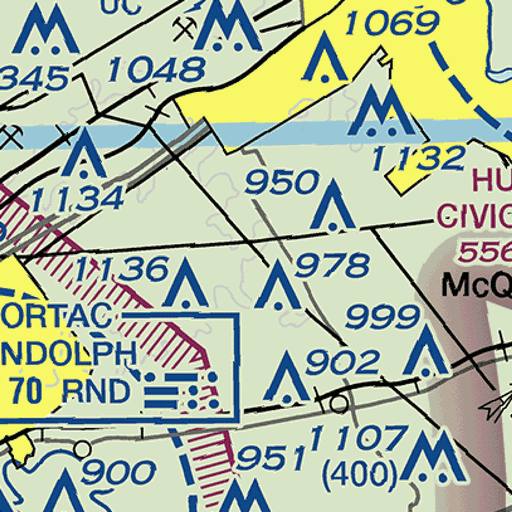 UC
1069
345
1048
1132
1134
950
HU
CIVIC
556
McQ
1136
978
999
ORTAC
NDOLPH
70 RND
902
1107
(400)
951
900